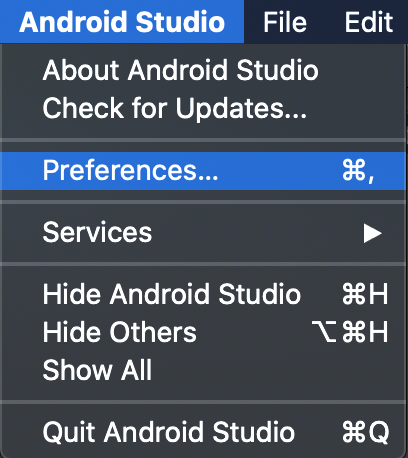 Android Studio File Edit
About Android Studio
Check for Updates...
Preferences... ⌘,
Services ▶
Hide Android Studio ⌘H
Hide Others ⌥⌘H
Show All
Quit Android Studio ⌘Q